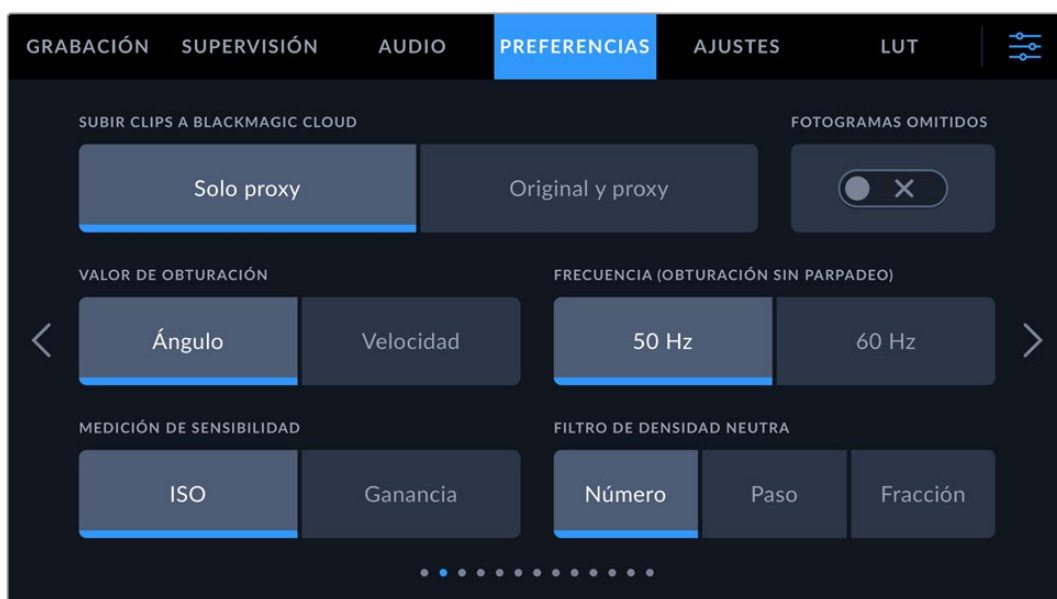 GRABACIÓN SUPERVISIÓN AUDIO PREFERENCIAS AJUSTES LUT
SUBIR CLIPS A BLACKMAGIC CLOUD FOTOGRAMAS OMITIDOS
Solo proxy Original y proxy
VALOR DE OBTURACIÓN FRECUENCIA (OBTURACIÓN SIN PARPADEO)
Ángulo Velocidad 50 Hz 60 Hz
MEDICIÓN DE SENSIBILIDAD FILTRO DE DENSIDAD NEUTRA
ISO Ganancia Número Paso Fracción